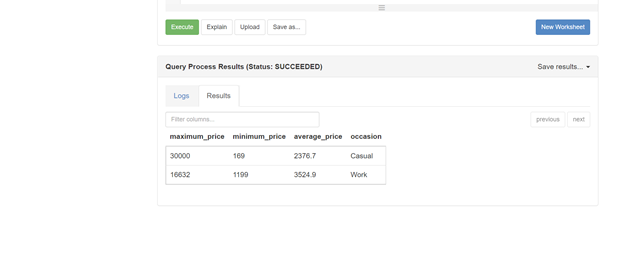 Execute Explain Upload Save as... New Worksheet
Query Process Results (Status: SUCCEEDED) Save results...
Logs Results
Filter columns... previous next
maximum_price minimum_price average_price occasion
30000 169 2376.7 Casual
16632 1199 3524.9 Work